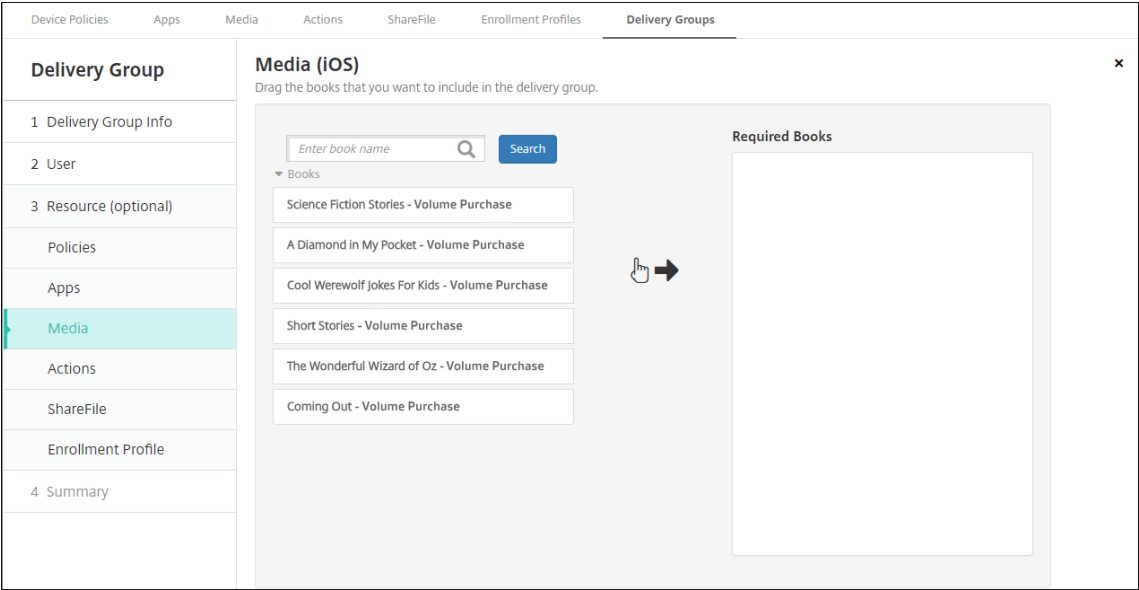 Device Policies Apps Media Actions ShareFile Enrollment Profiles Delivery Groups
Delivery Group
1 Delivery Group Info
2 User
3 Resource (optional)
Policies
Apps
Media
Actions
ShareFile
Enrollment Profile
4 Summary
Media (iOS)
Drag the books that you want to include in the delivery group.
Enter book name
Search
Books
Science Fiction Stories - Volume Purchase
A Diamond in My Pocket - Volume Purchase
Cool Werewolf Jokes For Kids - Volume Purchase
Short Stories - Volume Purchase
The Wonderful Wizard of Oz - Volume Purchase
Coming Out - Volume Purchase
Required Books